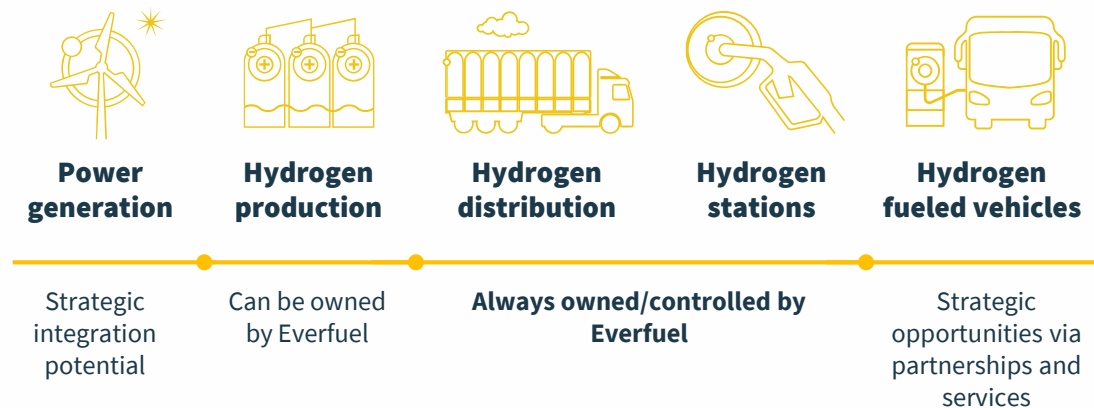 Power
generation
Hydrogen
production
Hydrogen
distribution
Hydrogen
stations
Hydrogen
fueled vehicles
Strategic
integration
potential
Can be owned
by Everfuel
Always owned/controlled by
Everfuel
Strategic
opportunities via
partnerships and
services